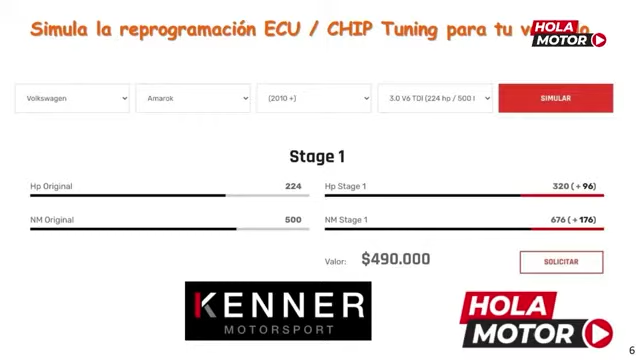 Simula la reprogramación ECU / CHIP Tuning para tu
HOLA
MOTOR
Volkswagen
Amarok
(2010 +)
3.0 V6 TDI (224 hp / 500
SIMULAR
Stage 1
Hp Original
224
Hp Stage 1
320 ( + 96)
NM Original
500
NM Stage 1
676 ( + 176)
Valor:
$490.000
SOLICITAR
KENNER
MOTORSPORT
HOLA
MOTOR
6